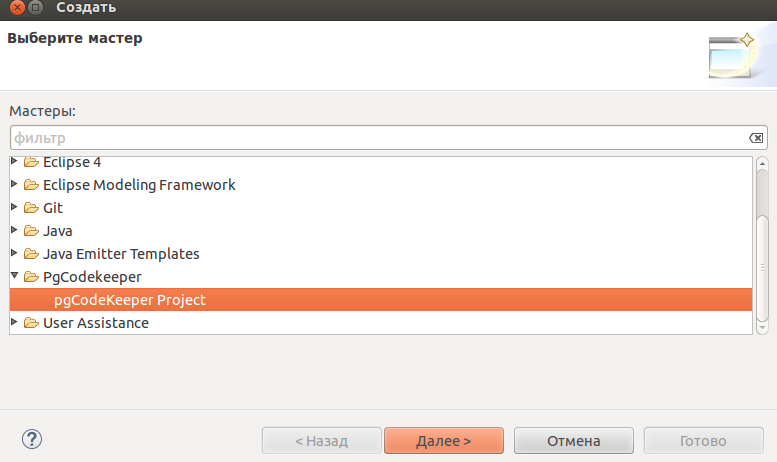 Создать
Выберите мастер
Мастеры:
фильтр
Eclipse 4
Eclipse Modeling Framework
Git
Java
Java Emitter Templates
PgCodekeeper
pgCodeKeeper Project
User Assistance
?
< Назад
Далее >
Отмена
Готово